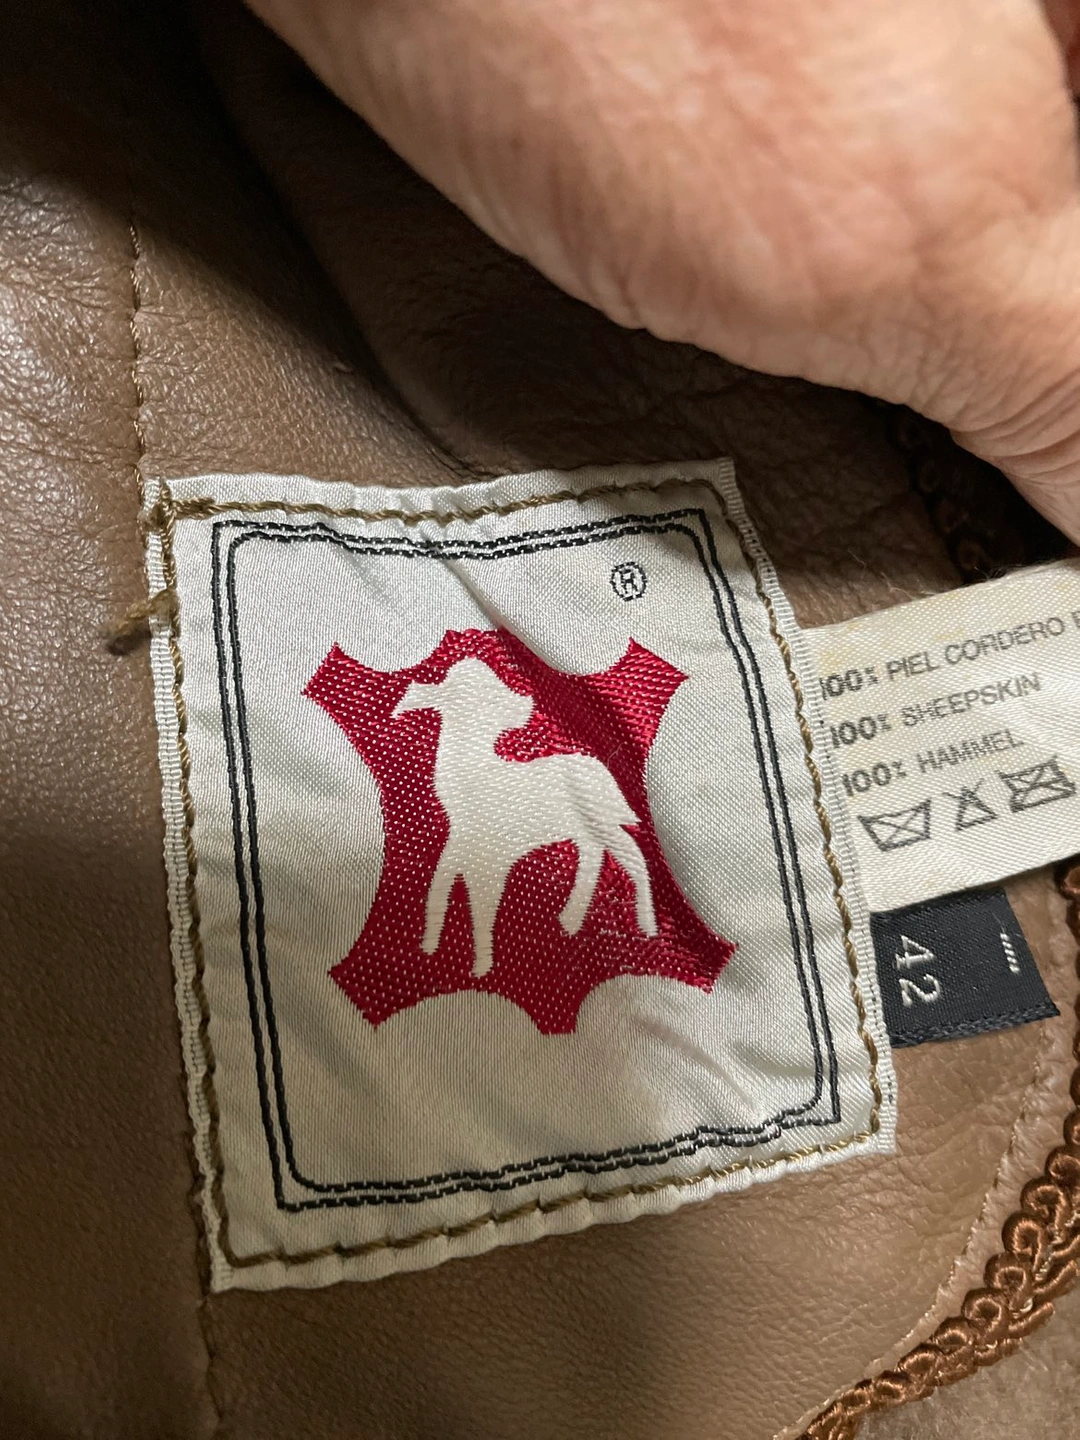 ®
100% PIEL CORDERO
100% SHEEPSKIN
100% HAMMEL
42